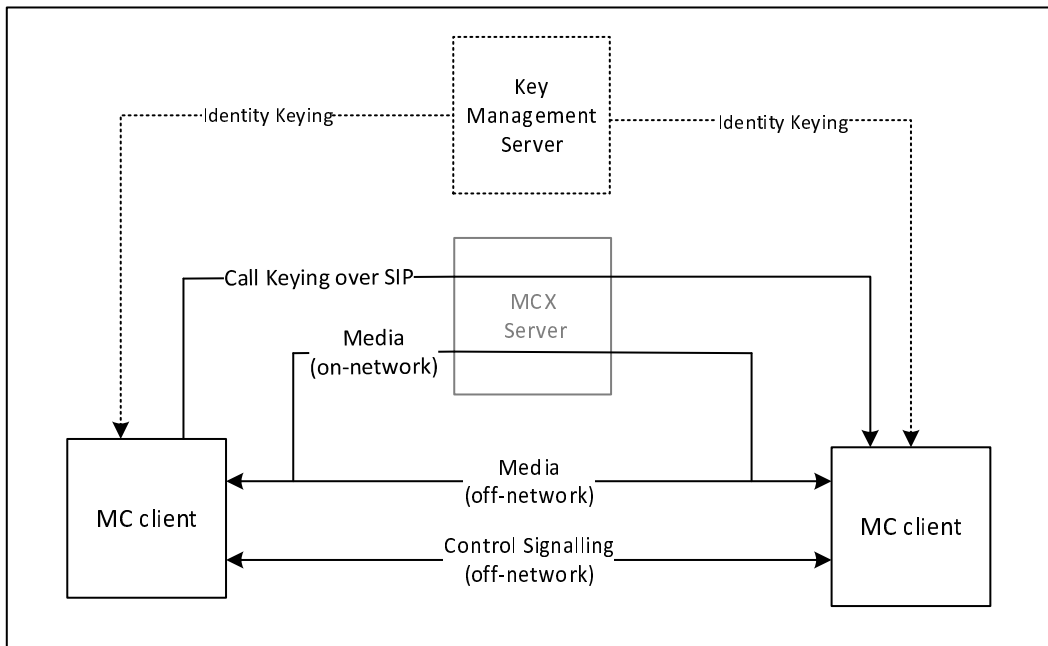 Key
Management
Server
Identity Keying
Identity Keying
Call Keying over SIP
MCX
Server
Media
(on-network)
Media
(off-network)
MC client
MC client
Control Signalling
(off-network)